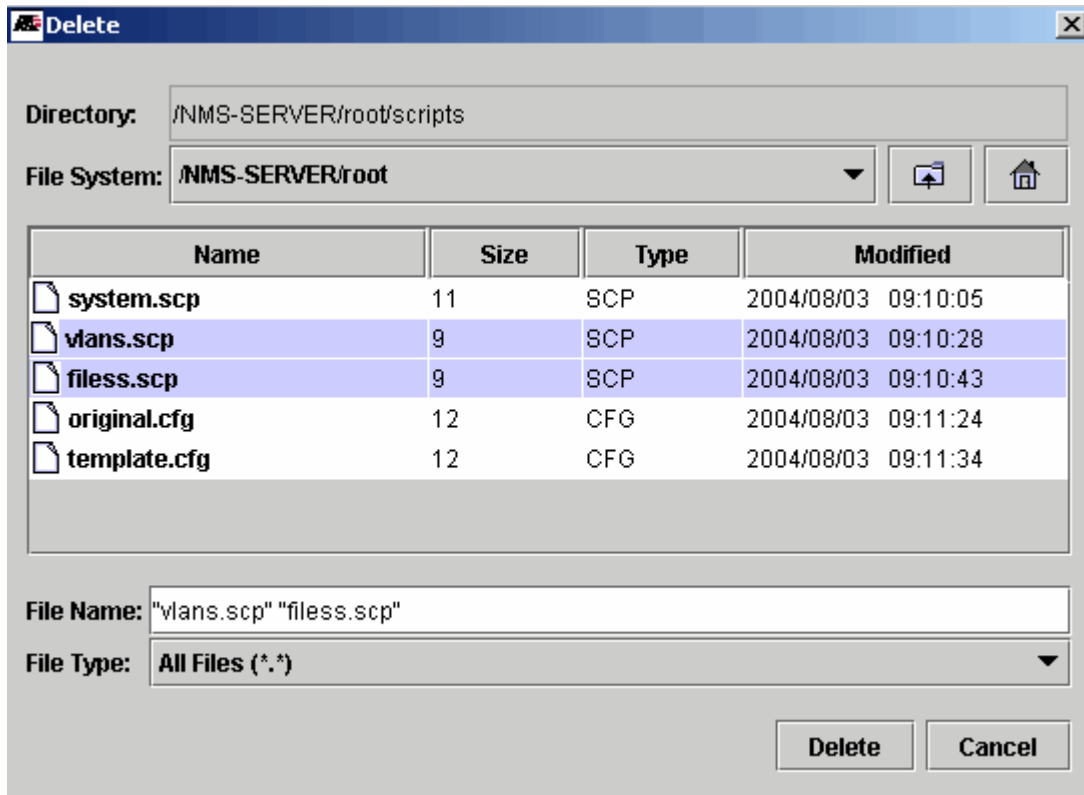 Delete
Directory: /NMS-SERVER/root/scripts
File System: /NMS-SERVER/root
Name Size Type Modified
system.scp 11 SCP 2004/08/03 09:10:05
vlans.scp 9 SCP 2004/08/03 09:10:28
filess.scp 9 SCP 2004/08/03 09:10:43
original.cfg 12 CFG 2004/08/03 09:11:24
template.cfg 12 CFG 2004/08/03 09:11:34
File Name: "vlans.scp" "filess.scp"
File Type: All Files (*.*)
Delete Cancel